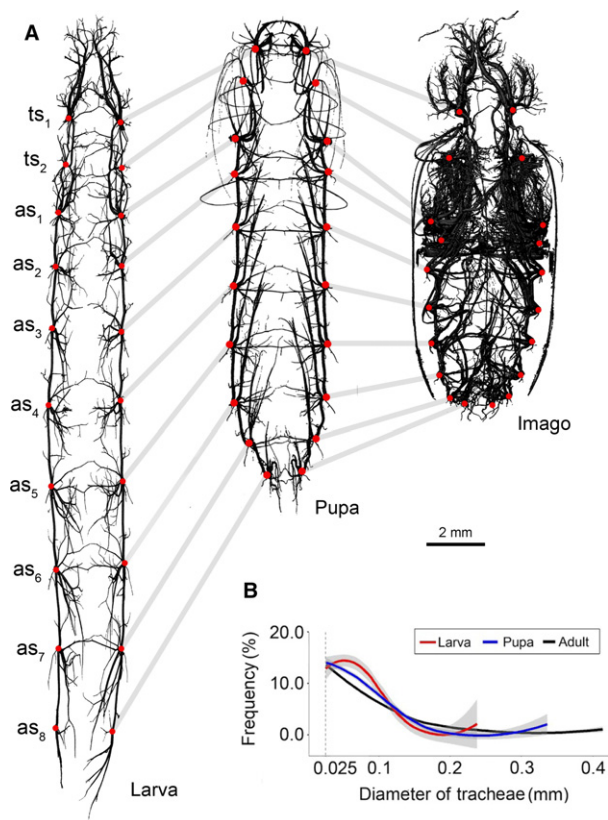 A
ts1
ts2
as1
as2
as3
as4
as5
as6
as7
as8
Larva
Pupa
Imago
2 mm
B
Larva Pupa Adult
Frequency (%)
20.0
10.0
0.0
0.025 0.1 0.2 0.3 0.4
Diameter of tracheae (mm)